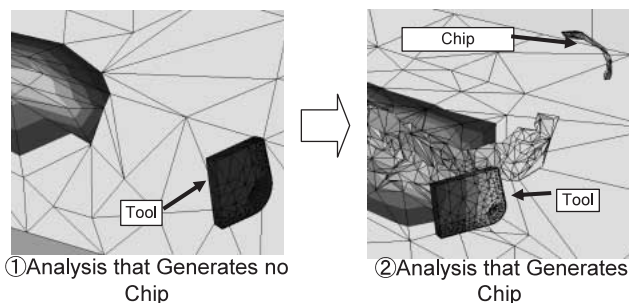 Chip
Tool
Tool
①Analysis that Generates no
Chip
②Analysis that Generates
Chip